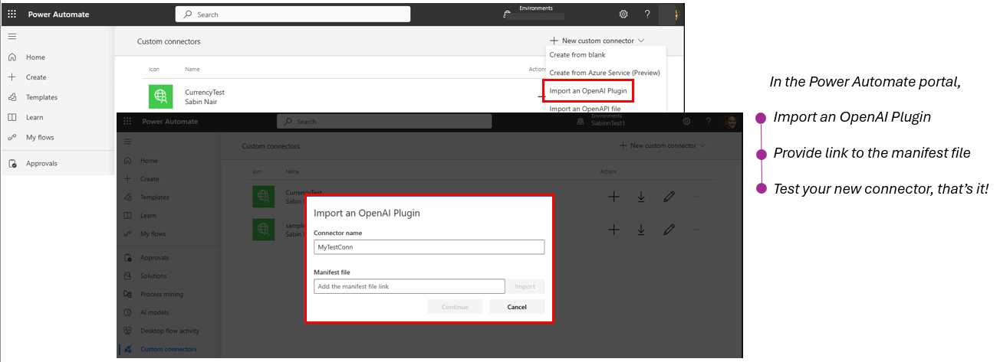 Power Automate
Search
Environments
?
Custom connectors
New custom connector
Home
Create
Templates
Learn
My flows
Approvals
Icon Name Actions
CurrencyTest
Sabin Nair
Create from blank
Create from Azure Service (Preview)
Import an OpenAI Plugin
Import an OpenAPI file
Power Automate
Search
Environments
SabinnTest1
?
Custom connectors
New custom connector
Home
Create
Templates
Learn
My flows
Approvals
Solutions
Process mining
AI models
Desktop flow activity
Custom connectors
Icon Name Actions
CurrencyTest
Sabin
sample
Sabin
Import an OpenAI Plugin
Connector name
MyTestConn
Manifest file
Add the manifest file link
Import
Continue Cancel
In the Power Automate portal,
Import an OpenAI Plugin
Provide link to the manifest file
Test your new connector, that's it!